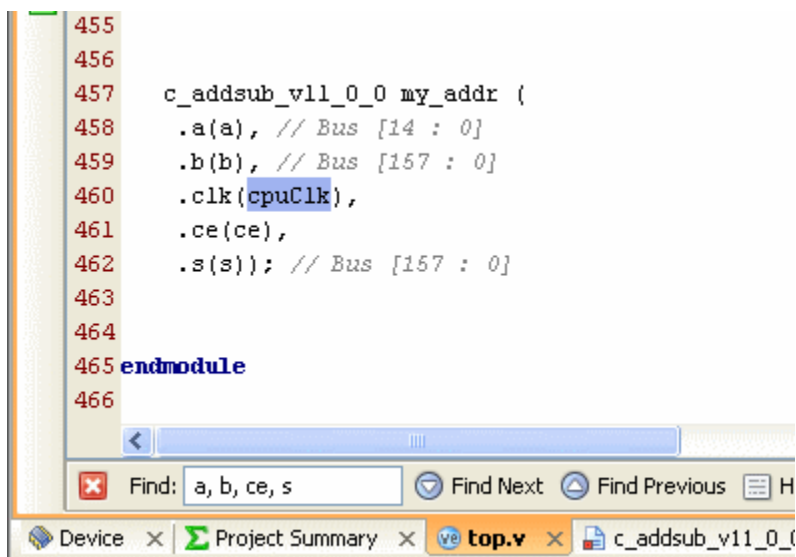 455
456
457 c_addsub_v11_0_0 my_addr (
458 .a(a), // Bus [14 : 0]
459 .b(b), // Bus [157 : 0]
460 .clk(cpuClk),
461 .ce(ce),
462 .s(s)); // Bus [157 : 0]
463
464
465 endmodule
466
Find: a, b, ce, s Find Next Find Previous H
Device Project Summary top.v c_addsub_v11_0_0